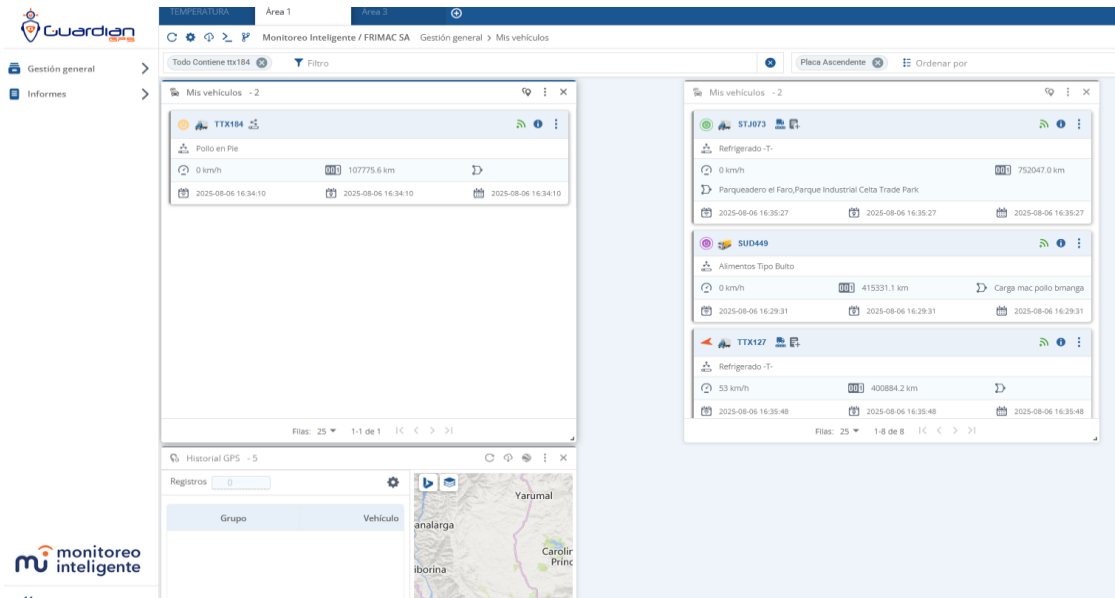 Guardian
GPS
TEMPERATURA
Área 1
Área 3
Monitoreo Inteligente / FRIMAC SA Gestión general > Mis vehículos
Gestión general
Informes
Todo Contiene ttx184
Filtro
Placa Ascendente
Ordenar por
Mis vehículos - 2
TTX184
Pollo en Pie
0 km/h
107775.6 km
2025-08-06 16:34:10
2025-08-06 16:34:10
2025-08-06 16:34:10
Filas: 25
1-1 de 1
Mis vehículos - 2
STJ073
Refrigerado -T-
0 km/h
752047.0 km
Parqueadero el Faro,Parque Industrial Celta Trade Park
2025-08-06 16:35:27
2025-08-06 16:35:27
2025-08-06 16:35:27
SUD449
Alimentos Tipo Bulto
0 km/h
415331.1 km
Carga mac pollo bmanga
2025-08-06 16:29:31
2025-08-06 16:29:31
2025-08-06 16:29:31
TTX127
Refrigerado -T-
53 km/h
400884.2 km
2025-08-06 16:35:48
2025-08-06 16:35:48
2025-08-06 16:35:48
Filas: 25
1-8 de 8
Historial GPS - 5
Registros
0
Grupo
Vehículo
Yarumal
analarga
Carolin
Princ
iborina
mi monitoreo
inteligente